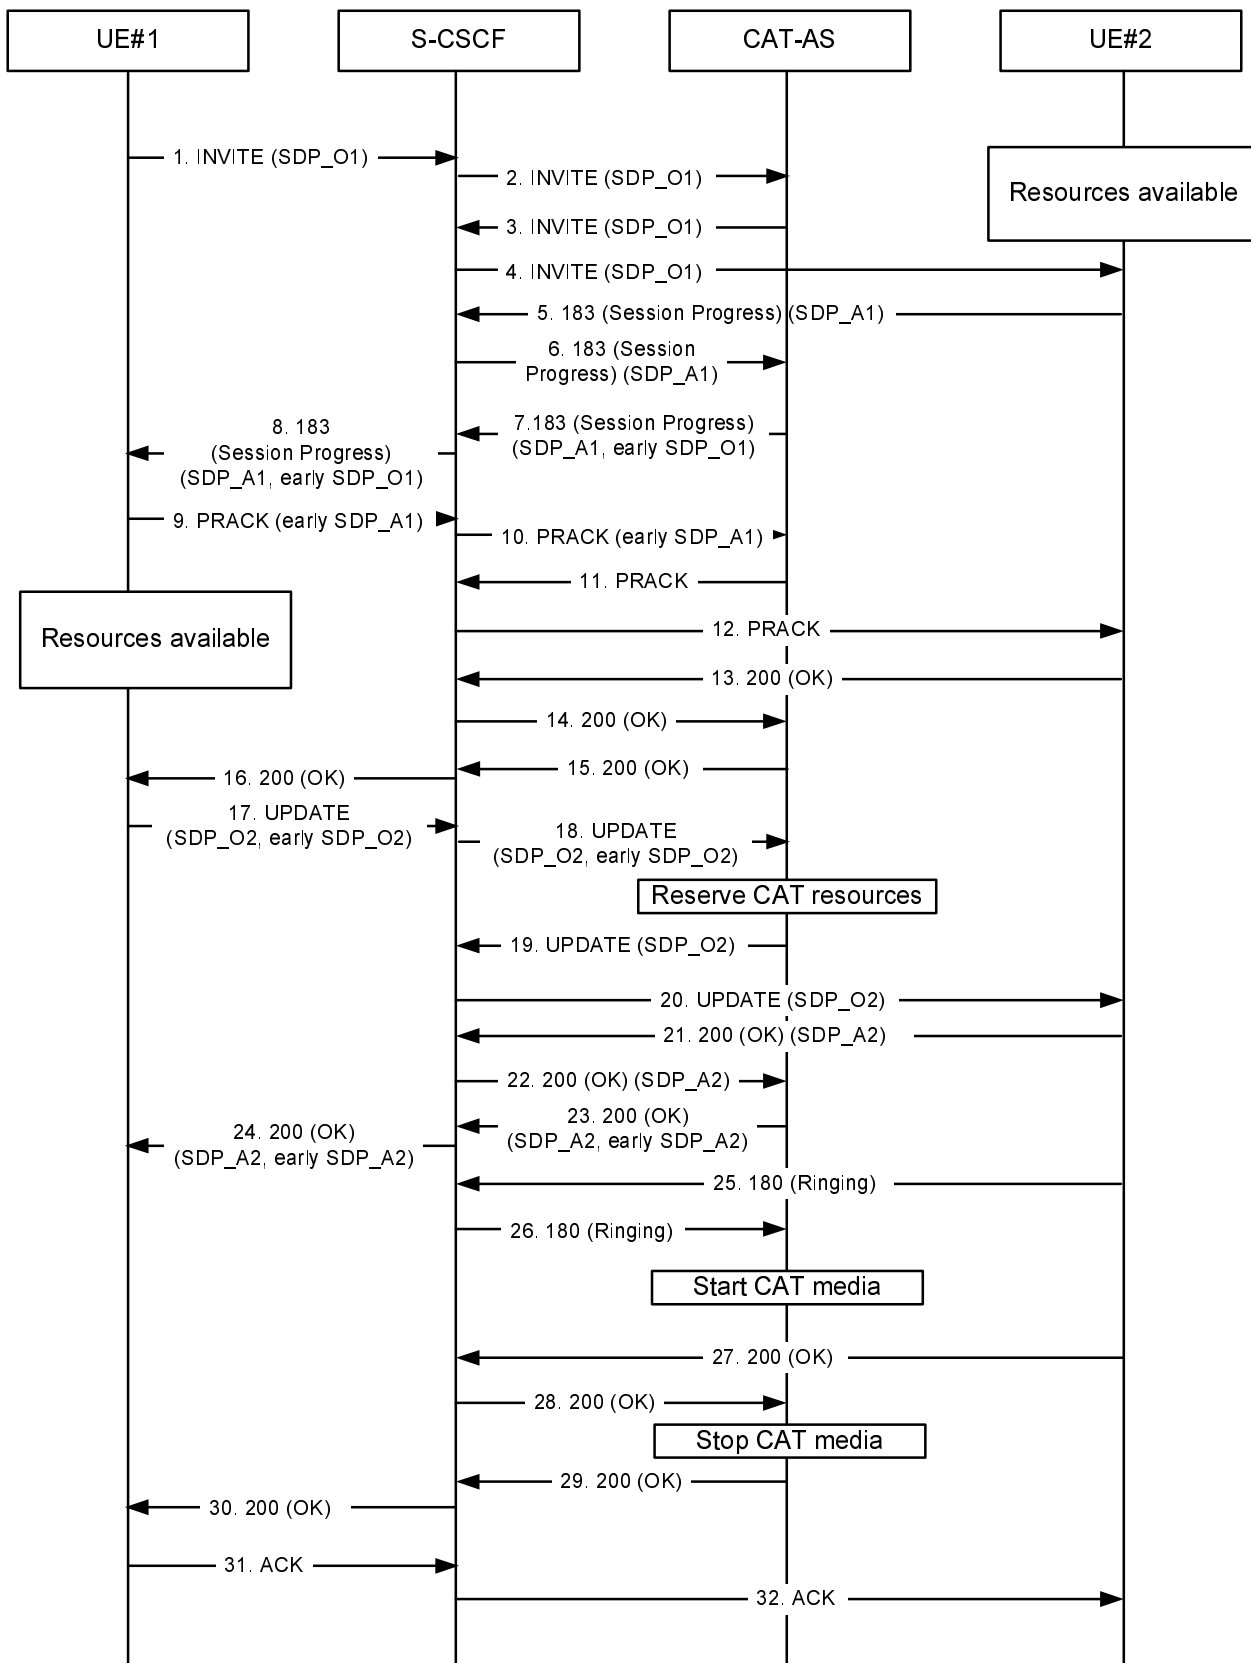 UE#1
S-CSCF
CAT-AS
UE#2
1. INVITE (SDP_O1)
2. INVITE (SDP_O1)
Resources available
3. INVITE (SDP_O1)
4. INVITE (SDP_O1)
5. 183 (Session Progress) (SDP_A1)
6. 183 (Session
Progress) (SDP_A1)
7.183 (Session Progress)
(SDP_A1, early SDP_O1)
8. 183
(Session Progress)
(SDP_A1, early SDP_O1)
9. PRACK (early SDP_A1)
10. PRACK (early SDP_A1)
11. PRACK
Resources available
12. PRACK
13. 200 (OK)
14. 200 (OK)
15. 200 (OK)
16. 200 (OK)
17. UPDATE
(SDP_O2, early SDP_O2)
18. UPDATE
(SDP_O2, early SDP_O2)
Reserve CAT resources
19. UPDATE (SDP_O2)
20. UPDATE (SDP_O2)
21. 200 (OK) (SDP_A2)
22. 200 (OK) (SDP_A2)
23. 200 (OK)
(SDP_A2, early SDP_A2)
24. 200 (OK)
(SDP_A2, early SDP_A2)
25. 180 (Ringing)
26. 180 (Ringing)
Start CAT media
27. 200 (OK)
28. 200 (OK)
Stop CAT media
29. 200 (OK)
30. 200 (OK)
31. ACK
32. ACK